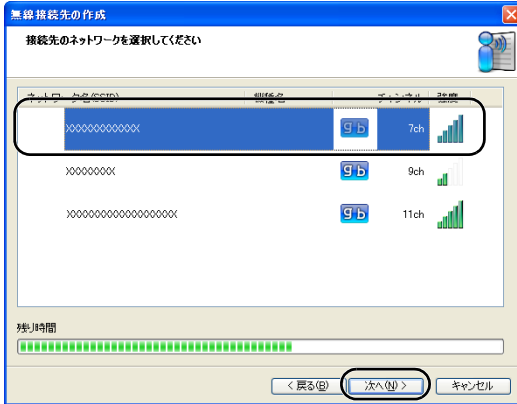 無線接続先の作成
接続先のネットワークを選択してください
ネットワーク名(SSID) 機種名 チャンネル 強度
XXXXXXXXXXXX g b 7ch
XXXXXXXX g b 9ch
XXXXXXXXXXXXXXXXXX g b 11ch
残り時間
< 戻る(B) 次へ(N) > キャンセル